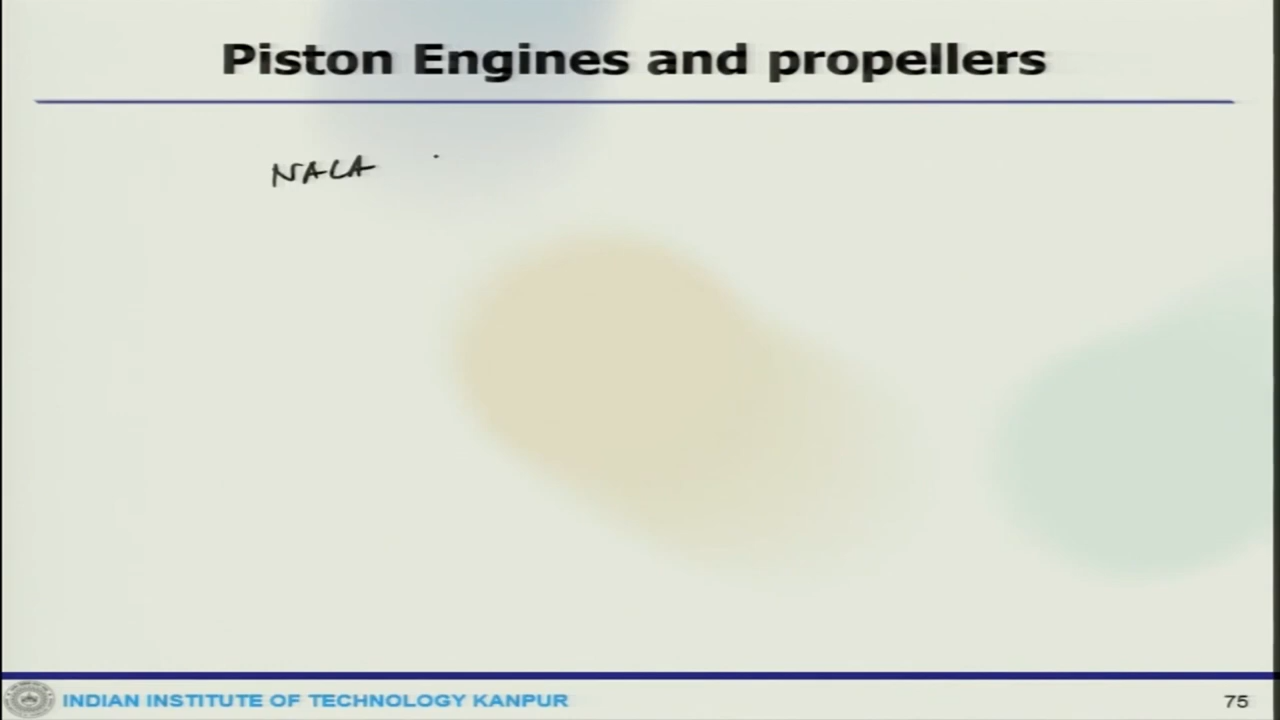 Piston Engines and propellers
NACA
INDIAN INSTITUTE OF TECHNOLOGY KANPUR
75